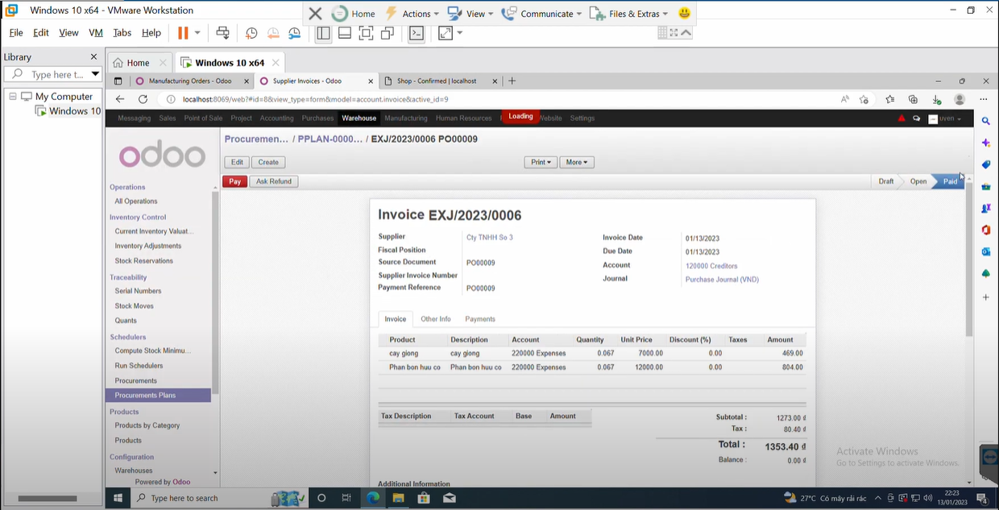 Windows 10 x64 - VMware Workstation
Home Actions View Communicate Files & Extras
File Edit View VM Tabs Help
Library
Home Windows 10 x64
Type here t...
My Computer
Windows 10
Manufacturing Orders - Odoo Supplier Invoices - Odoo Shop - Confirmed | localhost
localhost:8069/web?#id=8&view_type=form&model=account.invoice&active_id=9
Messaging Sales Point of Sale Project Accounting Purchases Warehouse Manufacturing Human Resources Loading Website Settings uven
odoo
Procuremen... / PPLAN-0000... / EXJ/2023/0006 PO00009
Edit Create Print More
Pay Ask Refund Draft Open Paid
Operations
All Operations
Inventory Control
Current Inventory Valuat...
Inventory Adjustments
Stock Reservations
Traceability
Serial Numbers
Stock Moves
Quants
Schedulers
Compute Stock Minimu...
Run Schedulers
Procurements
Procurements Plans
Products
Products by Category
Products
Configuration
Warehouses
Powered by Odoo
Invoice EXJ/2023/0006
Supplier Cty TNHH So 3
Fiscal Position
Source Document PO00009
Supplier Invoice Number
Payment Reference PO00009
Invoice Date 01/13/2023
Due Date 01/13/2023
Account 120000 Creditors
Journal Purchase Journal (VND)
Invoice Other Info Payments
Product Description Account Quantity Unit Price Discount (%) Taxes Amount
cay giong cay giong 220000 Expenses 0.067 7000.00 0.00 469.00
Phan bon huu co Phan bon huu co 220000 Expenses 0.067 12000.00 0.00 804.00
Tax Description Tax Account Base Amount
Subtotal : 1273.00 đ
Tax : 80.40 đ
Total : 1353.40 đ
Balance : 0.00 đ
Additional Information
Activate Windows
Go to Settings to activate Windows.
Type here to search
27°C Có mây rải rác
22:23
13/01/2023
4